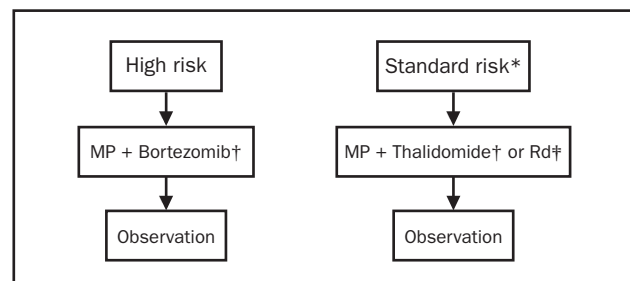 High risk
MP + Bortezomib†
Observation
Standard risk*
MP + Thalidomide† or Rd‡
Observation